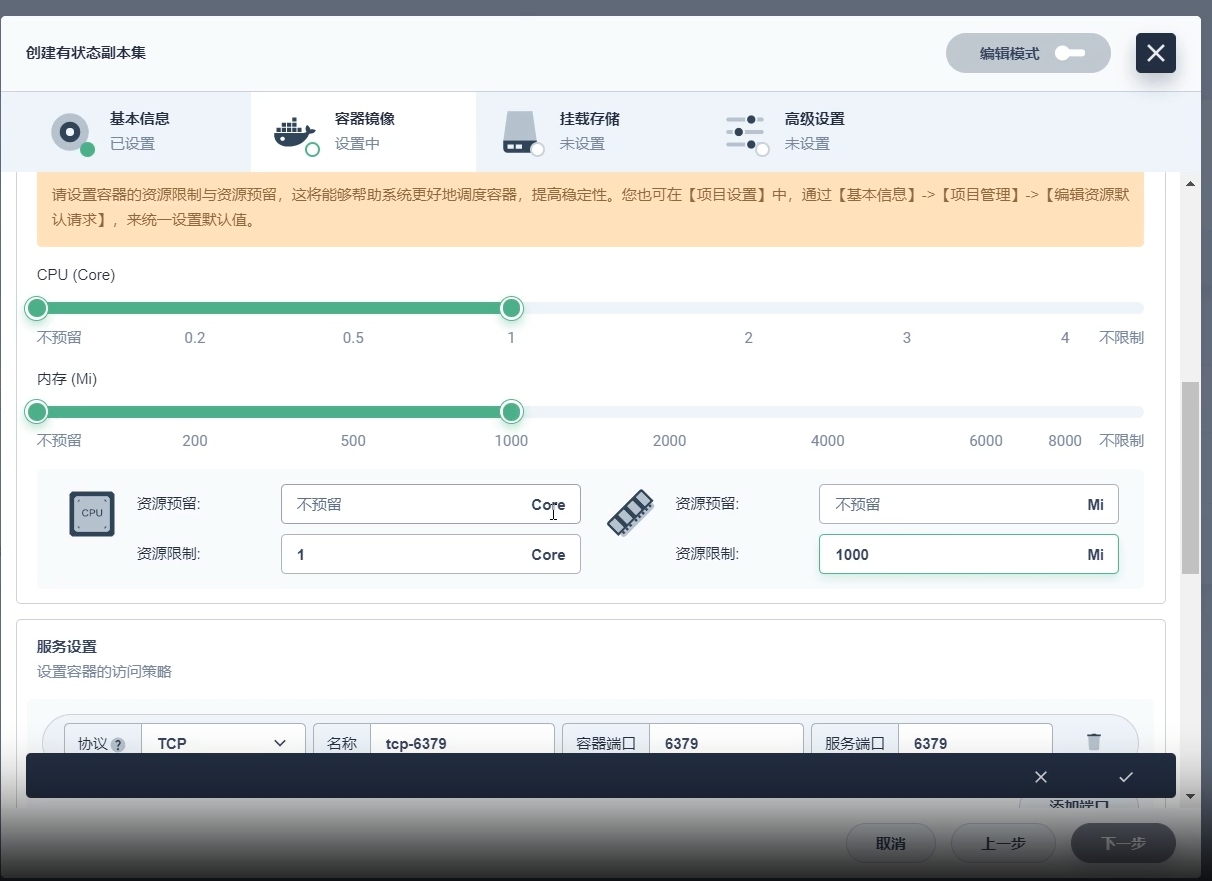 创建有状态副本集
编辑模式
基本信息
已设置
容器镜像
设置中
挂载存储
未设置
高级设置
未设置
请设置容器的资源限制与资源预留，这将能够帮助系统更好地调度容器，提高稳定性。您也可在【项目设置】中，通过【基本信息】->【项目管理】->【编辑资源默
认请求】，来统一设置默认值。
CPU (Core)
不预留 0.2 0.5 1 2 3 4 不限制
内存 (Mi)
不预留 200 500 1000 2000 4000 6000 8000 不限制
CPU
资源预留: 不预留 Core
资源限制: 1 Core
资源预留: 不预留 Mi
资源限制: 1000 Mi
服务设置
设置容器的访问策略
协议 ? TCP 名称 tcp-6379 容器端口 6379 服务端口 6379
添加端口
取消 上一步 下一步